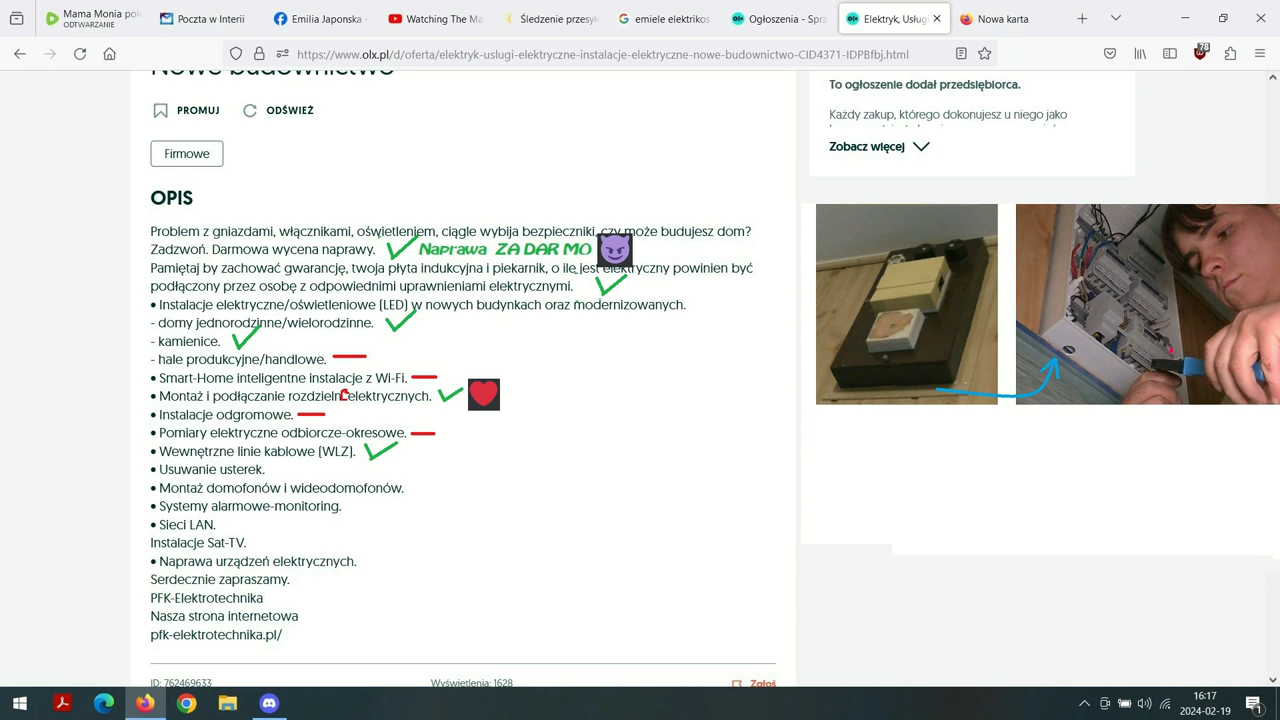 Mama Monia pol
ODTWARZANIE
Poczta w Interii
Emilia Japonska -
Watching The Ma
Śledzenie przesył
emiele elektrikos
Ogłoszenia - Sprz
Elektryk, Usług
Nowa karta
https://www.olx.pl/d/oferta/elektryk-uslugi-elektryczne-instalacje-elektryczne-nowe-budownictwo-CID4371-IDPBfbj.html
78
Nowe budownictwo
To ogłoszenie dodał przedsiębiorca.
PROMUJ ODŚWIEŻ
Każdy zakup, którego dokonujesz u niego jako
Zobacz więcej
Firmowe
OPIS
Problem z gniazdami, włącznikami, oświetleniem, ciągle wybija bezpieczniki, czy może budujesz dom?
Zadzwoń. Darmowa wycena naprawy. Naprawa ZA DAR MO
Pamiętaj by zachować gwarancję, twoja płyta indukcyjna i piekarnik, o ile jest elektryczny powinien być
podłączony przez osobę z odpowiednimi uprawnieniami elektrycznymi.
• Instalacje elektryczne/oświetleniowe (LED) w nowych budynkach oraz modernizowanych.
- domy jednorodzinne/wielorodzinne.
- kamienice.
- hale produkcyjne/handlowe.
• Smart-Home inteligentne instalacje z Wi-Fi.
• Montaż i podłączanie rozdzielnc elektrycznych.
• Instalacje odgromowe.
• Pomiary elektryczne odbiorcze-okresowe.
• Wewnętrzne linie kablowe (WLZ).
• Usuwanie usterek.
• Montaż domofonów i wideodomofonów.
• Systemy alarmowe-monitoring.
• Sieci LAN.
Instalacje Sat-TV.
• Naprawa urządzeń elektrycznych.
Serdecznie zapraszamy.
PFK-Elektrotechnika
Nasza strona internetowa
pfk-elektrotechnika.pl/
ID: 762469633 Wyświetlenia: 1628 Zgłoś
16:17
2024-02-19
1